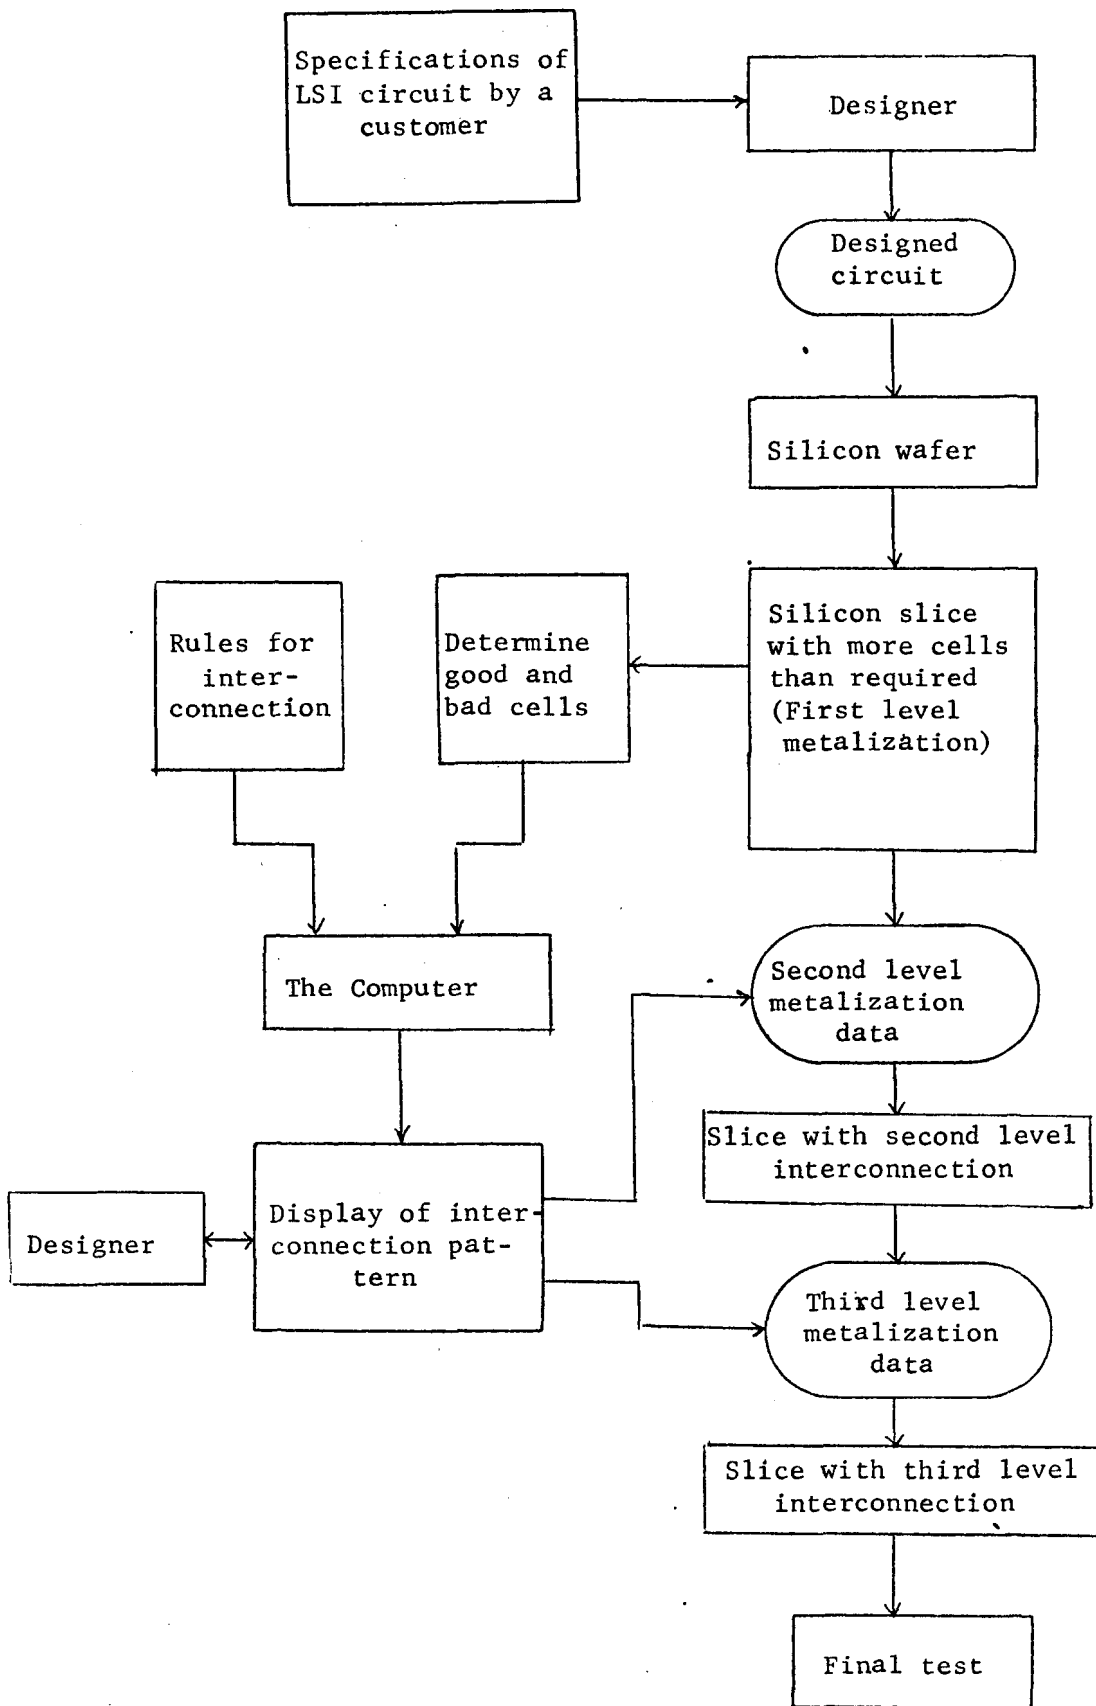 Specifications of
LSI circuit by a
customer
Designer
Designed
circuit
Silicon wafer
Silicon slice
with more cells
than required
(First level
metalization)
Determine
good and
bad cells
Rules for
inter-
connection
The Computer
Display of inter-
connection pat-
tern
Designer
Second level
metalization
data
Slice with second level
interconnection
Third level
metalization
data
Slice with third level
interconnection
Final test